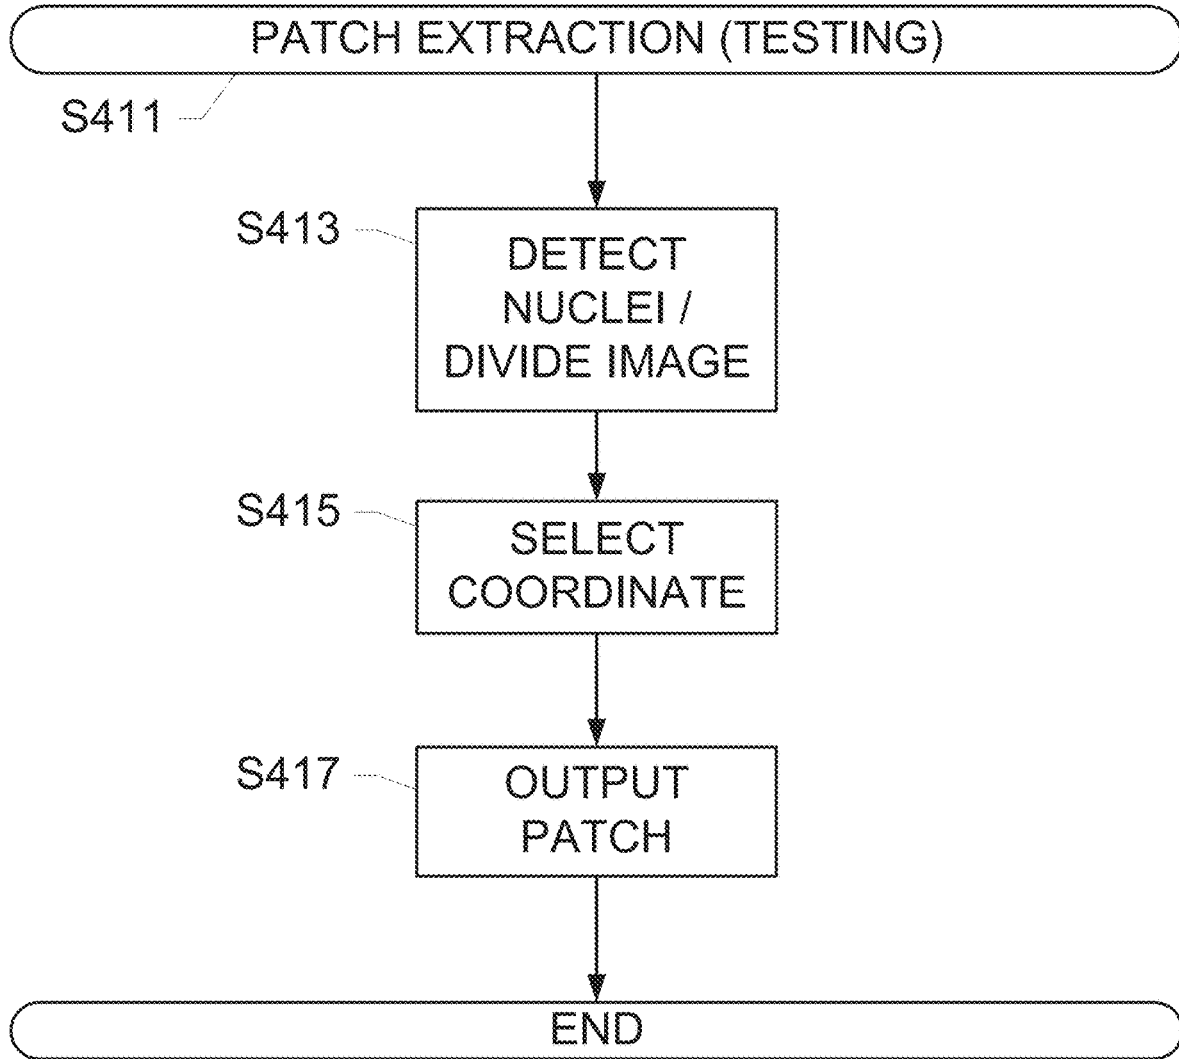 PATCH EXTRACTION (TESTING)
S411
S413
DETECT
NUCLEI /
DIVIDE IMAGE
S415
SELECT
COORDINATE
S417
OUTPUT
PATCH
END